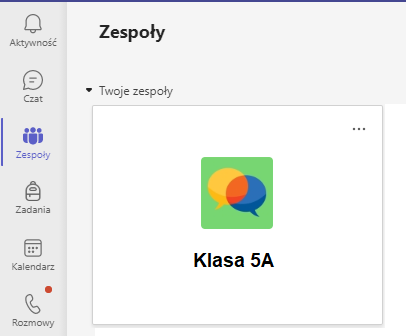 Aktywność
Czat
Zespoły
Zadania
Kalendarz
Rozmowy
Zespoły
Twoje zespoły
Klasa 5A